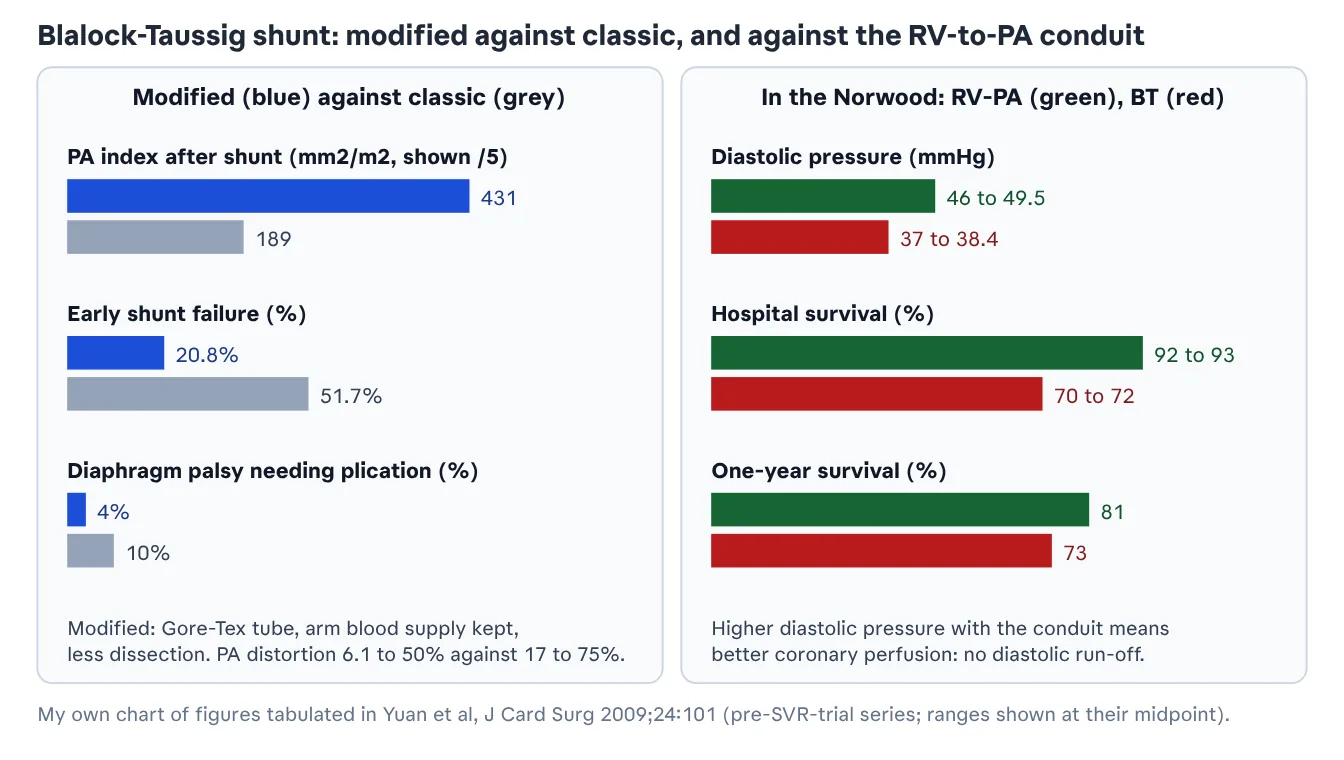 Blalock-Taussig shunt: modified against classic, and against the RV-to-PA conduit
Modified (blue) against classic (grey)
PA index after shunt (mm2/m2, shown /5)
431
189
Early shunt failure (%)
20.8%
51.7%
Diaphragm palsy needing plication (%)
4%
10%
Modified: Gore-Tex tube, arm blood supply kept,
less dissection. PA distortion 6.1 to 50% against 17 to 75%.
In the Norwood: RV-PA (green), BT (red)
Diastolic pressure (mmHg)
46 to 49.5
37 to 38.4
Hospital survival (%)
92 to 93
70 to 72
One-year survival (%)
81
73
Higher diastolic pressure with the conduit means
better coronary perfusion: no diastolic run-off.
My own chart of figures tabulated in Yuan et al, J Card Surg 2009;24:101 (pre-SVR-trial series; ranges shown at their midpoint).